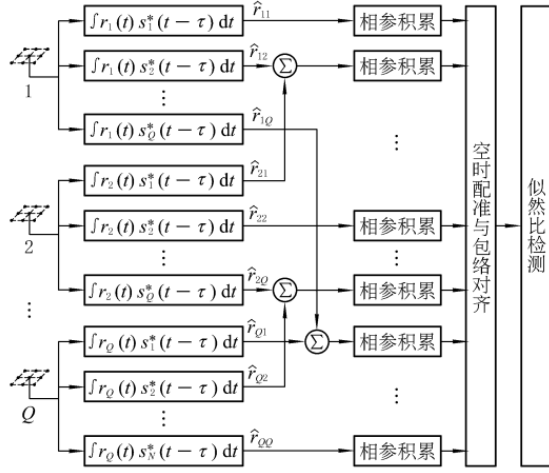 ∫r₁(t) s₁*(t − τ) dt
r̂₁₁
相参积累
∫r₁(t) s₂*(t − τ) dt
r̂₁₂
Σ
相参积累
1
⋯
∫r₁(t) s_Q*(t − τ) dt
r̂₁Q
⋯
∫r₂(t) s₁*(t − τ) dt
r̂₂₁
∫r₂(t) s₂*(t − τ) dt
r̂₂₂
相参积累
2
⋯
⋯
∫r₂(t) s_Q*(t − τ) dt
r̂₂Q
Σ
相参积累
⋯
∫r_Q(t) s₁*(t − τ) dt
r̂_Q1
Σ
相参积累
∫r_Q(t) s₂*(t − τ) dt
r̂_Q2
Q
⋯
⋯
∫r_Q(t) s_N*(t − τ) dt
r̂_QQ
相参积累
空时配准与包络对齐
似然比检测